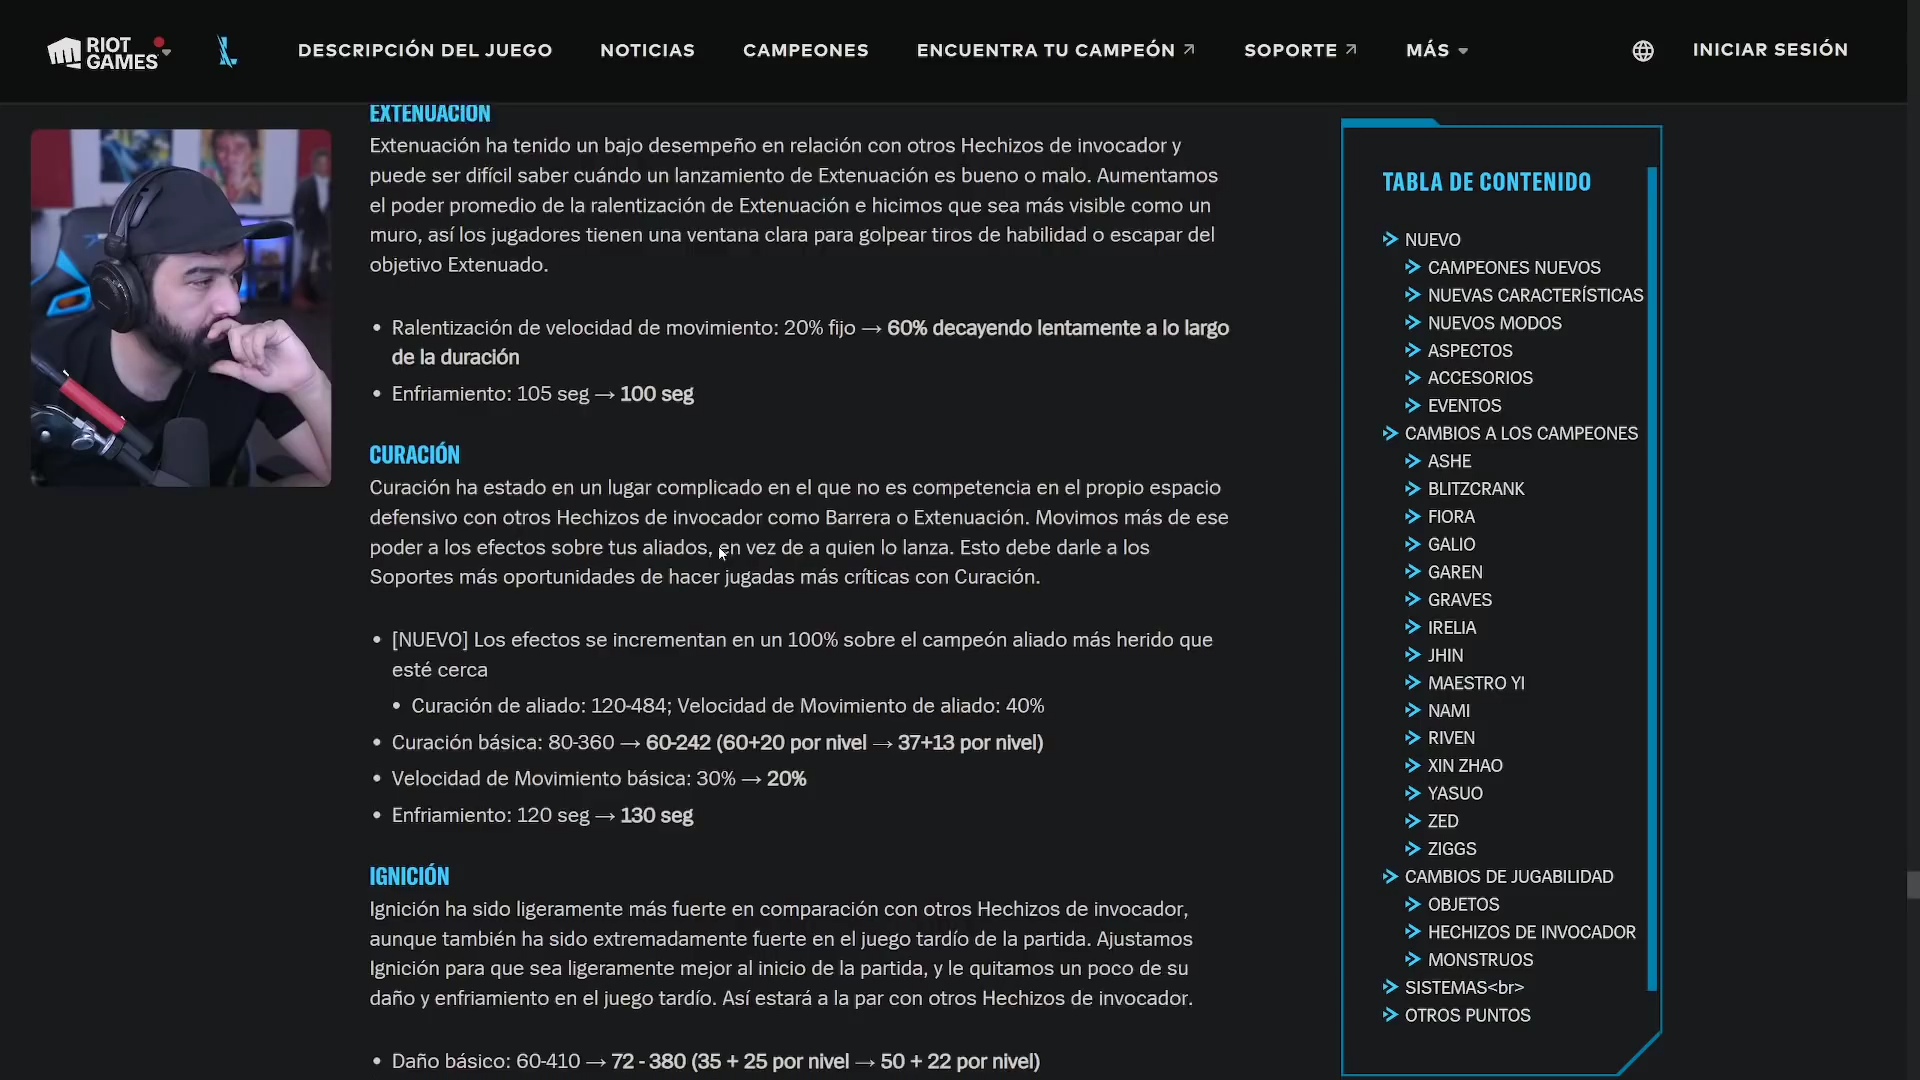 RIOT GAMES
DESCRIPCIÓN DEL JUEGO
NOTICIAS
CAMPEONES
ENCUENTRA TU CAMPEÓN
SOPORTE
MÁS
INICIAR SESIÓN
EXTENUACIÓN
Extenuación ha tenido un bajo desempeño en relación con otros Hechizos de invocador y
puede ser difícil saber cuándo un lanzamiento de Extenuación es bueno o malo. Aumentamos
el poder promedio de la ralentización de Extenuación e hicimos que sea más visible como un
muro, así los jugadores tienen una ventana clara para golpear tiros de habilidad o escapar del
objetivo Extenuado.
• Ralentización de velocidad de movimiento: 20% fijo → 60% decayendo lentamente a lo largo
de la duración
• Enfriamiento: 105 seg → 100 seg
CURACIÓN
Curación ha estado en un lugar complicado en el que no es competencia en el propio espacio
defensivo con otros Hechizos de invocador como Barrera o Extenuación. Movimos más de ese
poder a los efectos sobre tus aliados, en vez de a quien lo lanza. Esto debe darle a los
Soportes más oportunidades de hacer jugadas más críticas con Curación.
• [NUEVO] Los efectos se incrementan en un 100% sobre el campeón aliado más herido que
esté cerca
• Curación de aliado: 120-484; Velocidad de Movimiento de aliado: 40%
• Curación básica: 80-360 → 60-242 (60+20 por nivel → 37+13 por nivel)
• Velocidad de Movimiento básica: 30% → 20%
• Enfriamiento: 120 seg → 130 seg
IGNICIÓN
Ignición ha sido ligeramente más fuerte en comparación con otros Hechizos de invocador,
aunque también ha sido extremadamente fuerte en el juego tardío de la partida. Ajustamos
Ignición para que sea ligeramente mejor al inicio de la partida, y le quitamos un poco de su
daño y enfriamiento en el juego tardío. Así estará a la par con otros Hechizos de invocador.
• Daño básico: 60-410 → 72 - 380 (35 + 25 por nivel → 50 + 22 por nivel)
TABLA DE CONTENIDO
NUEVO
CAMPEONES NUEVOS
NUEVAS CARACTERÍSTICAS
NUEVOS MODOS
ASPECTOS
ACCESORIOS
EVENTOS
CAMBIOS A LOS CAMPEONES
ASHE
BLITZCRANK
FIORA
GALIO
GAREN
GRAVES
IRELIA
JHIN
MAESTRO YI
NAMI
RIVEN
XIN ZHAO
YASUO
ZED
ZIGGS
CAMBIOS DE JUGABILIDAD
OBJETOS
HECHIZOS DE INVOCADOR
MONSTRUOS
SISTEMAS<br>
OTROS PUNTOS